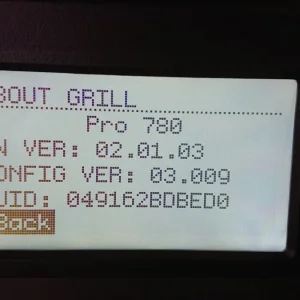 BOUT GRILL
Pro 780
W VER: 02.01.03
ONFIG VER: 03.009
UID: 049162BDBED0
Back